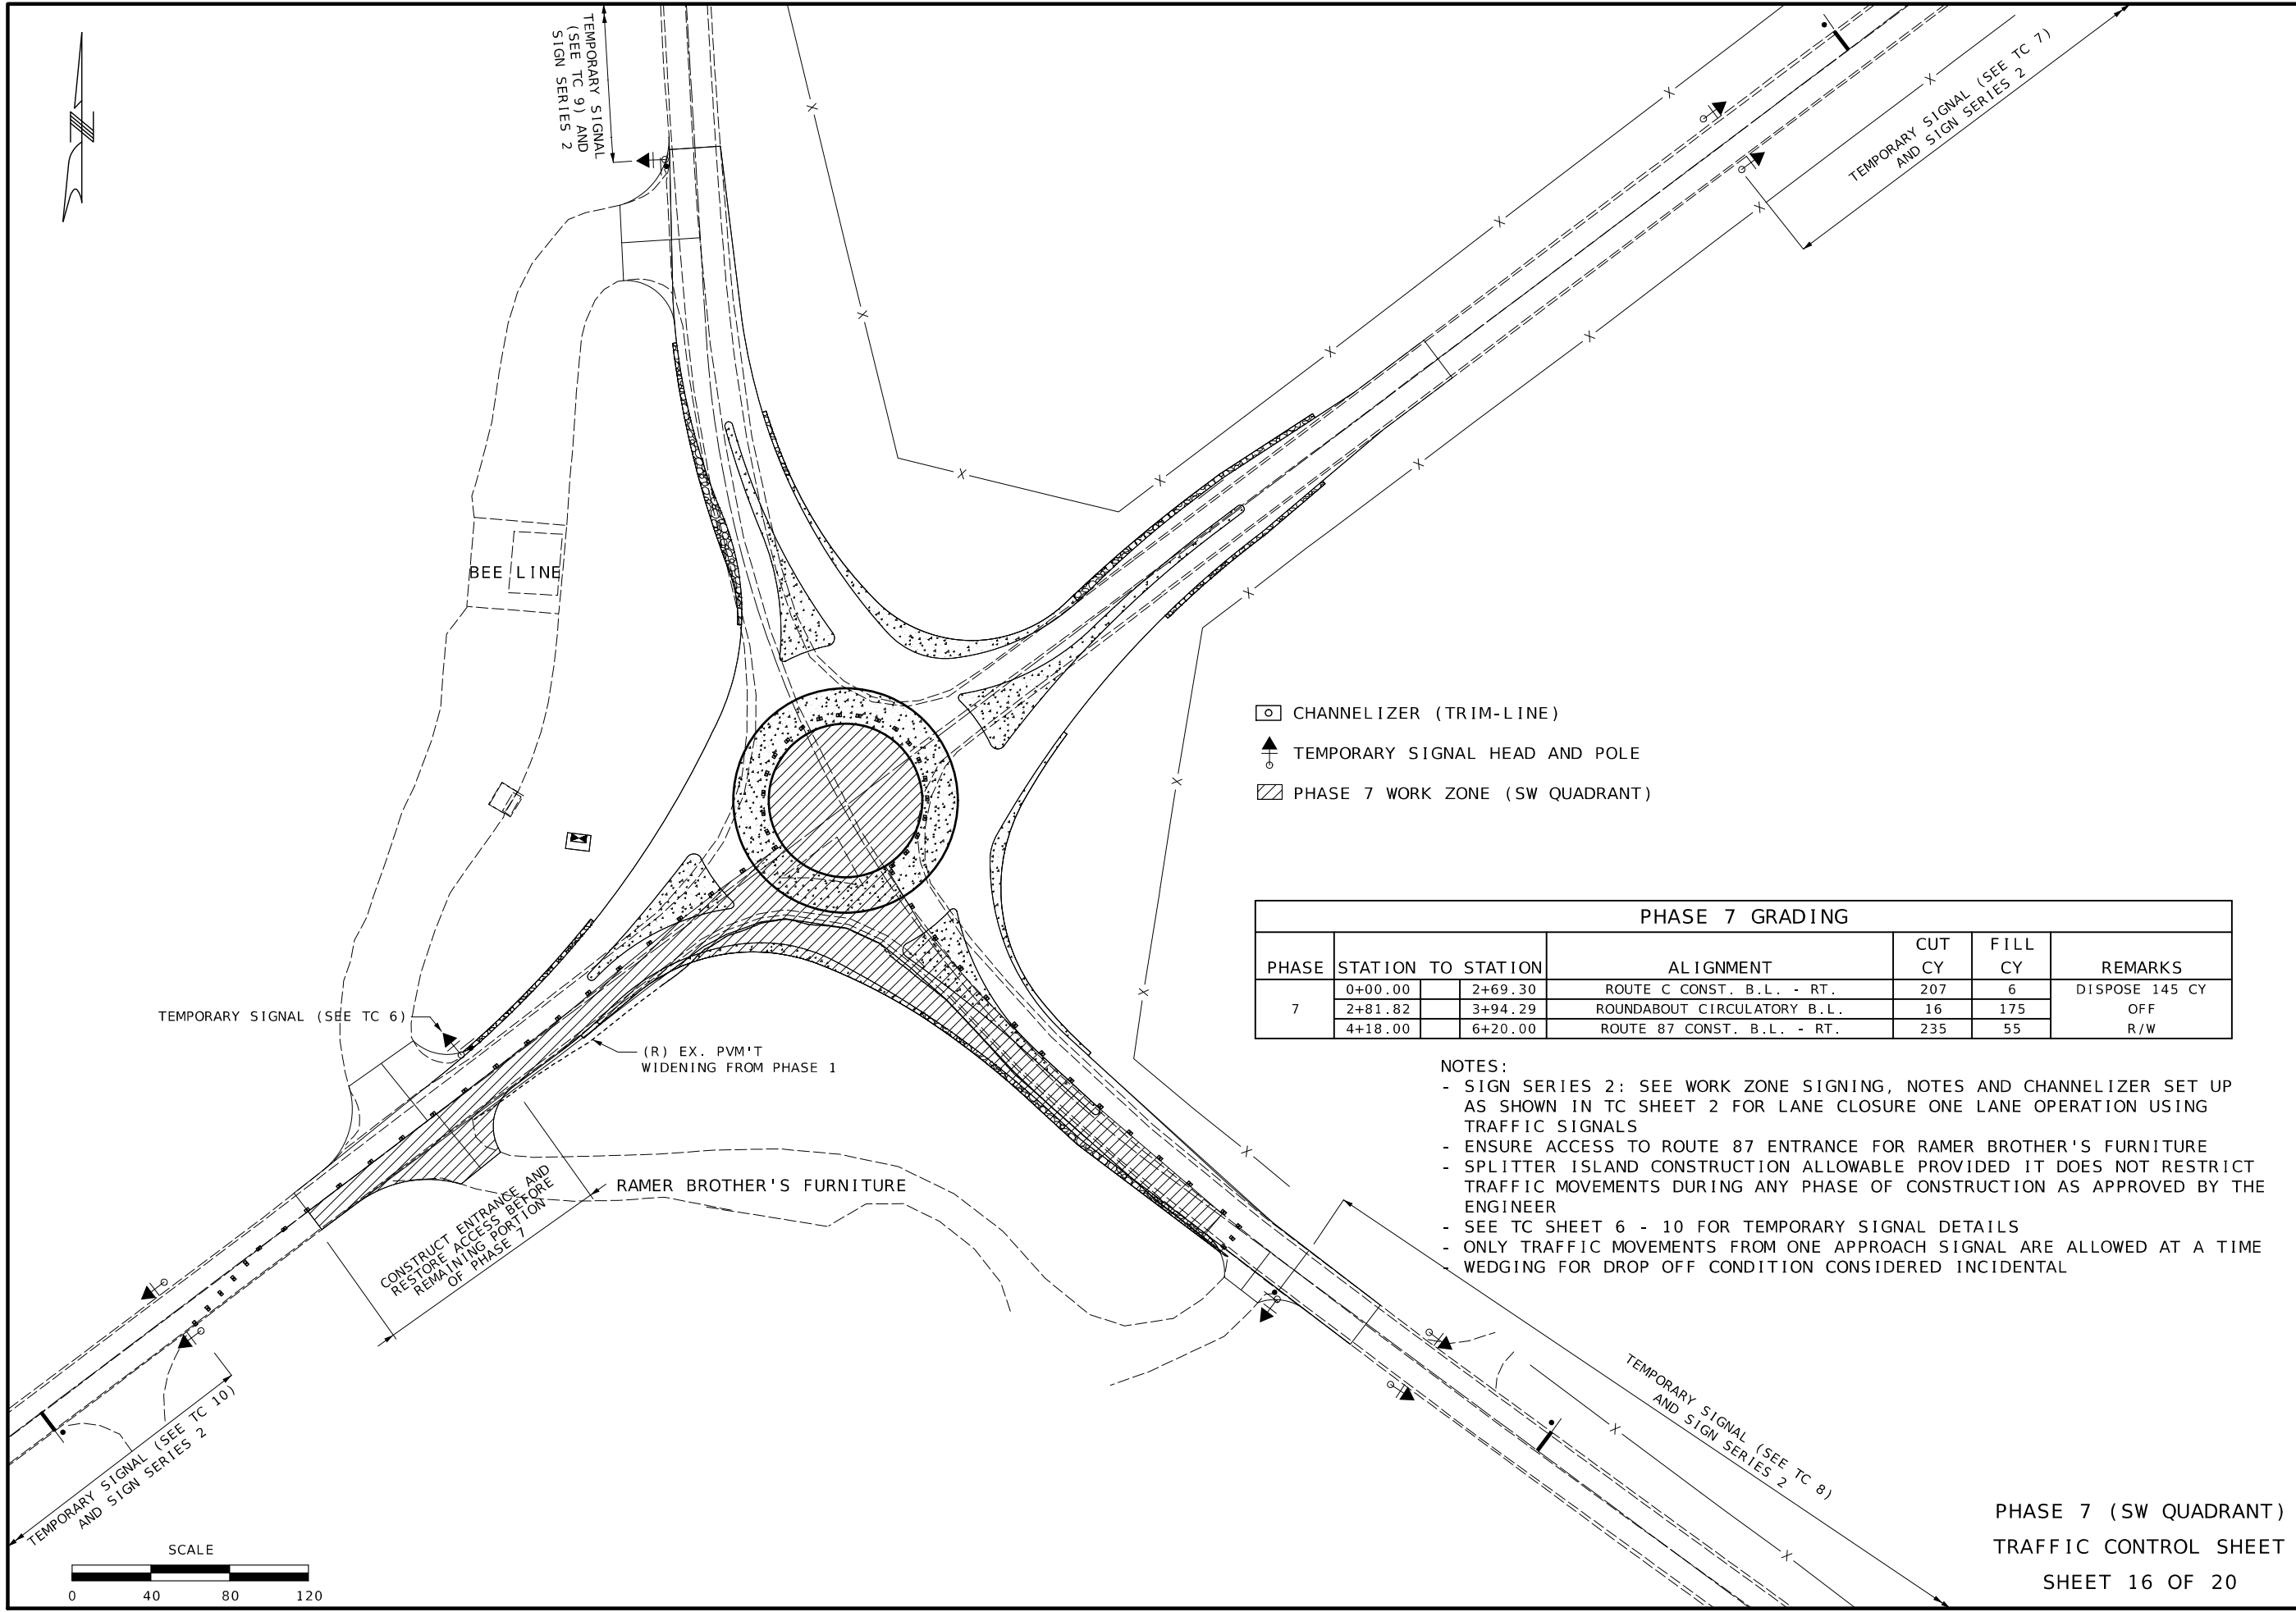 TEMPORARY SIGNAL
(SEE TC 9) AND
SIGN SERIES 2
TEMPORARY SIGNAL (SEE TC 7)
AND SIGN SERIES 2
BEE LINE
CHANNELIZER (TRIM-LINE)
TEMPORARY SIGNAL HEAD AND POLE
PHASE 7 WORK ZONE (SW QUADRANT)
PHASE 7 GRADING
PHASE STATION TO STATION ALIGNMENT CUT CY FILL CY REMARKS
7 0+00.00 2+69.30 ROUTE C CONST. B.L. - RT. 207 6 DISPOSE 145 CY
2+81.82 3+94.29 ROUNDABOUT CIRCULATORY B.L. 16 175 OFF
4+18.00 6+20.00 ROUTE 87 CONST. B.L. - RT. 235 55 R/W
TEMPORARY SIGNAL (SEE TC 6)
(R) EX. PVM'T
WIDENING FROM PHASE 1
NOTES:
- SIGN SERIES 2: SEE WORK ZONE SIGNING, NOTES AND CHANNELIZER SET UP
AS SHOWN IN TC SHEET 2 FOR LANE CLOSURE ONE LANE OPERATION USING
TRAFFIC SIGNALS
- ENSURE ACCESS TO ROUTE 87 ENTRANCE FOR RAMER BROTHER'S FURNITURE
- SPLITTER ISLAND CONSTRUCTION ALLOWABLE PROVIDED IT DOES NOT RESTRICT
TRAFFIC MOVEMENTS DURING ANY PHASE OF CONSTRUCTION AS APPROVED BY THE
ENGINEER
- SEE TC SHEET 6 - 10 FOR TEMPORARY SIGNAL DETAILS
- ONLY TRAFFIC MOVEMENTS FROM ONE APPROACH SIGNAL ARE ALLOWED AT A TIME
- WEDGING FOR DROP OFF CONDITION CONSIDERED INCIDENTAL
RAMER BROTHER'S FURNITURE
CONSTRUCT ENTRANCE AND
RESTORE ACCESS BEFORE
REMAINING PORTION
OF PHASE 7
TEMPORARY SIGNAL (SEE TC 10)
AND SIGN SERIES 2
TEMPORARY SIGNAL (SEE TC 8)
AND SIGN SERIES 2
SCALE
0 40 80 120
PHASE 7 (SW QUADRANT)
TRAFFIC CONTROL SHEET
SHEET 16 OF 20